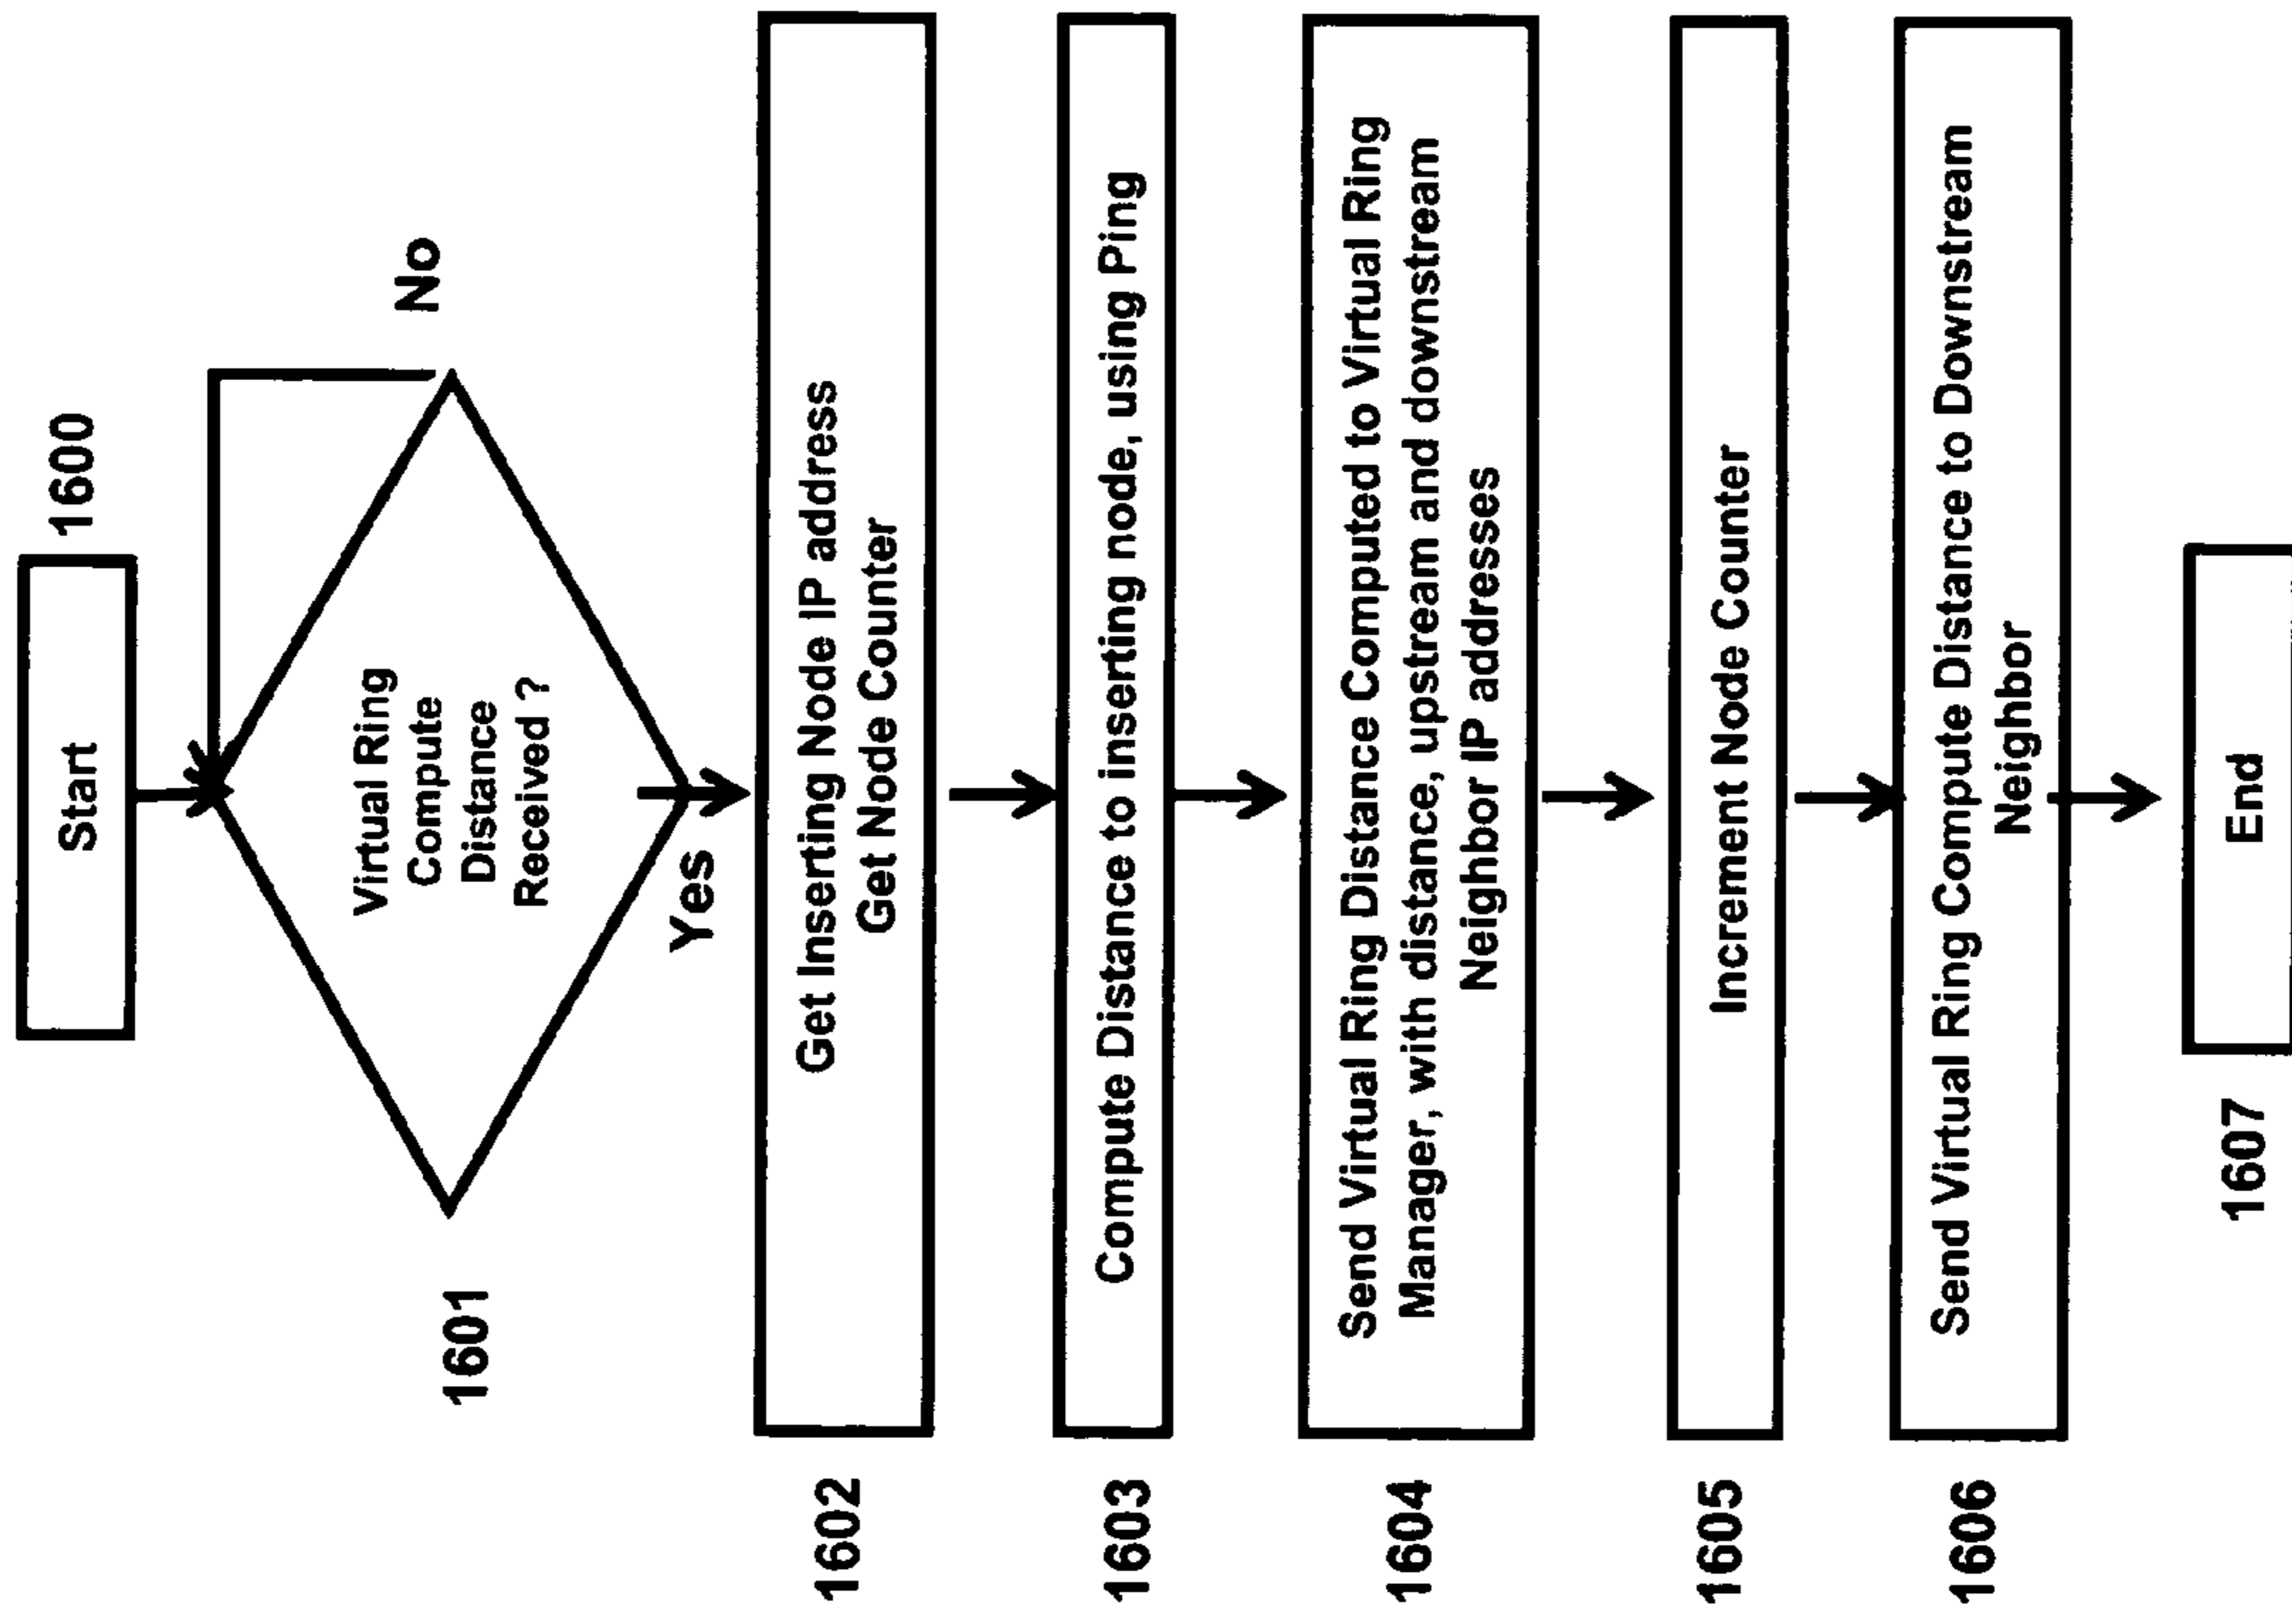 Start
1600
Virtual Ring
Compute
Distance
Received ?
No
1601
Yes
Get Inserting Node IP address
Get Node Counter
1602
Compute Distance to inserting node, using Ping
1603
Send Virtual Ring Distance Computed to Virtual Ring
Manager, with distance, upstream and downstream
Neighbor IP addresses
1604
Increment Node Counter
1605
Send Virtual Ring Compute Distance to Downstream
Neighbor
1606
End
1607